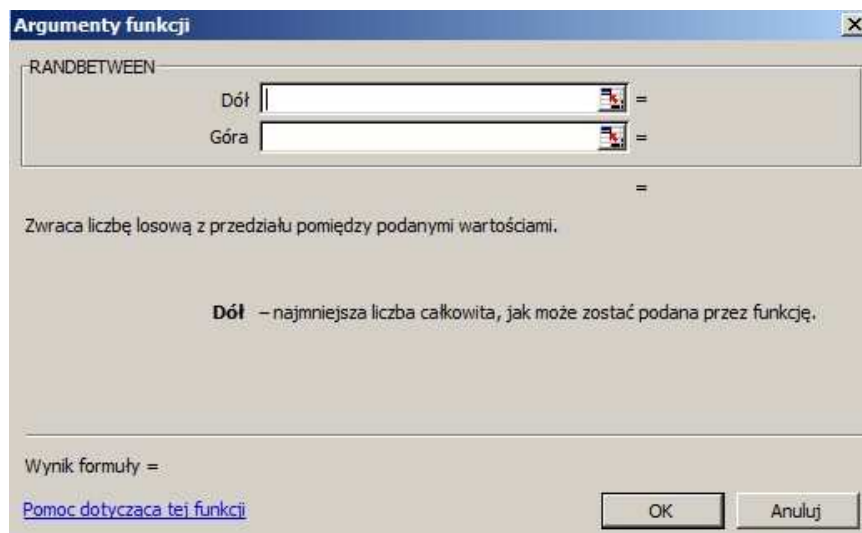 Argumenty funkcji
RANDBETWEEN
Dół =
Góra =
=
Zwraca liczbę losową z przedziału pomiędzy podanymi wartościami.
Dół – najmniejsza liczba całkowita, jak może zostać podana przez funkcję.
Wynik formuły =
Pomoc dotycząca tej funkcji OK Anuluj